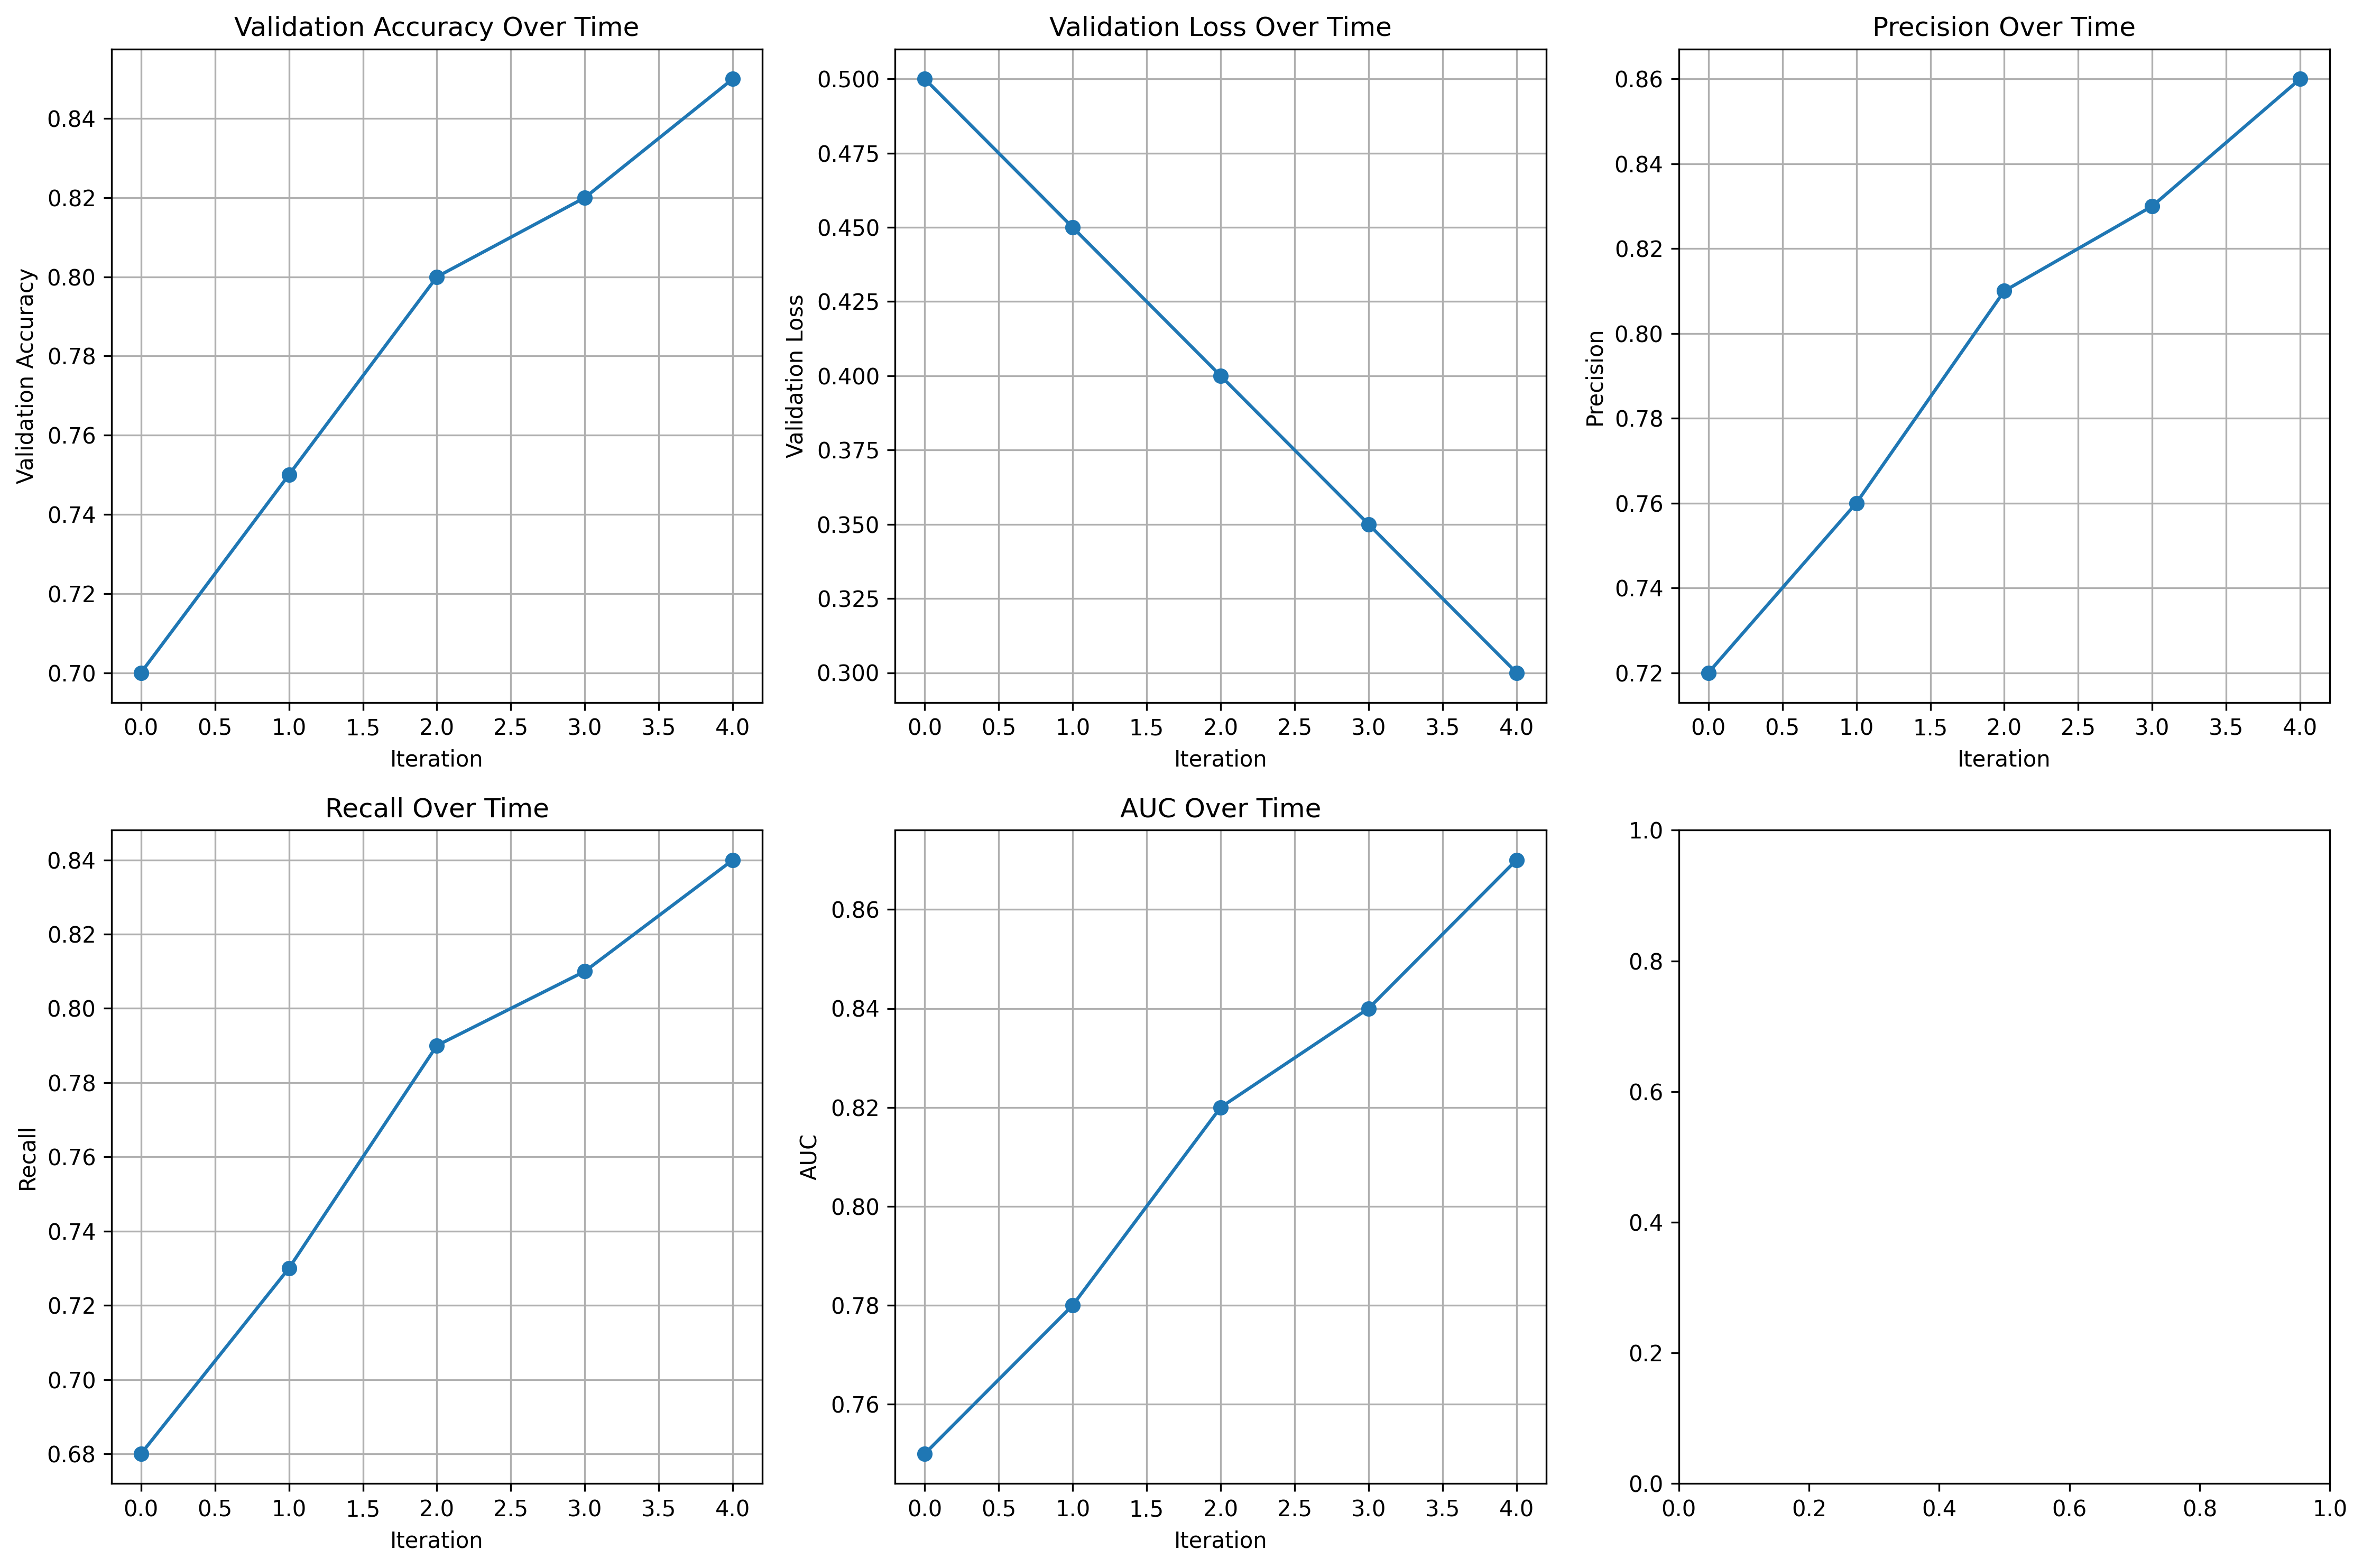 Validation Accuracy Over Time
Validation Accuracy
0.84
0.82
0.80
0.78
0.76
0.74
0.72
0.70
0.0 0.5 1.0 1.5 2.0 2.5 3.0 3.5 4.0
Iteration
Validation Loss Over Time
Validation Loss
0.500
0.475
0.450
0.425
0.400
0.375
0.350
0.325
0.300
0.0 0.5 1.0 1.5 2.0 2.5 3.0 3.5 4.0
Iteration
Precision Over Time
Precision
0.86
0.84
0.82
0.80
0.78
0.76
0.74
0.72
0.0 0.5 1.0 1.5 2.0 2.5 3.0 3.5 4.0
Iteration
Recall Over Time
Recall
0.84
0.82
0.80
0.78
0.76
0.74
0.72
0.70
0.68
0.0 0.5 1.0 1.5 2.0 2.5 3.0 3.5 4.0
Iteration
AUC Over Time
AUC
0.86
0.84
0.82
0.80
0.78
0.76
0.0 0.5 1.0 1.5 2.0 2.5 3.0 3.5 4.0
Iteration
1.0
0.8
0.6
0.4
0.2
0.0
0.0 0.2 0.4 0.6 0.8 1.0